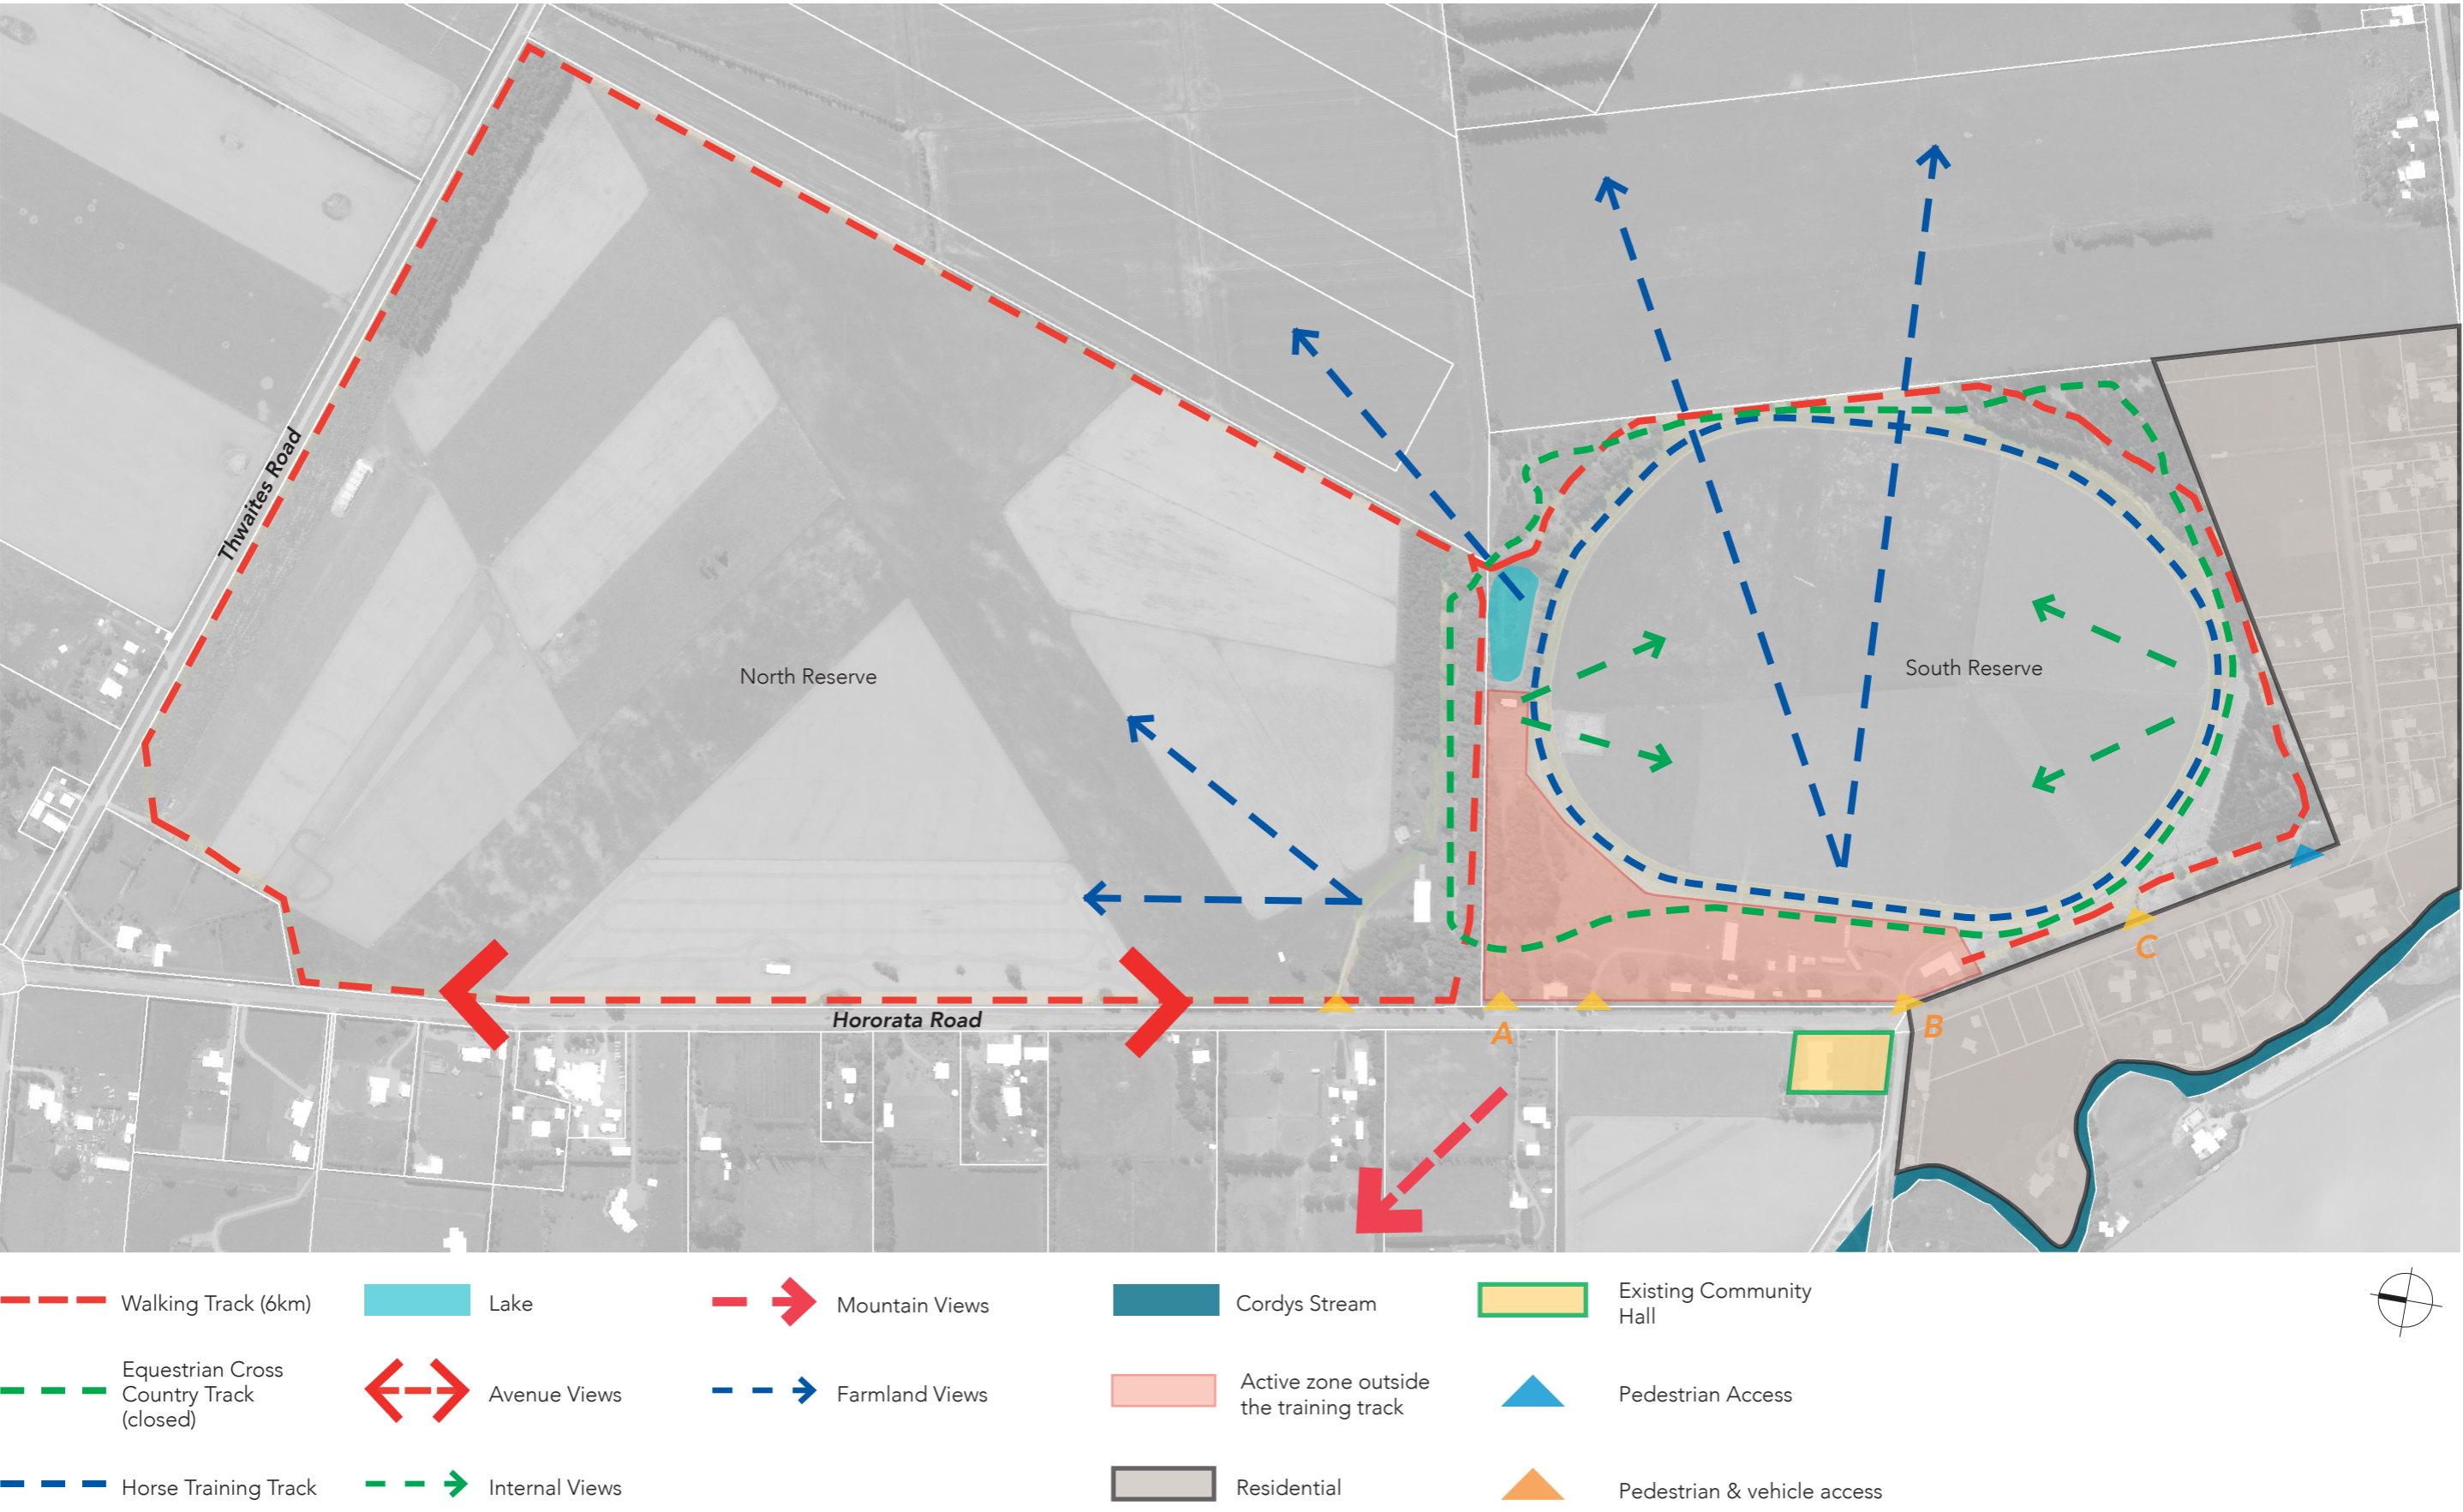 Thwaites Road
North Reserve
South Reserve
C
Hororata Road
A
B
Walking Track (6km)
Equestrian Cross
Country Track
(closed)
Horse Training Track
Lake
Avenue Views
Internal Views
Mountain Views
Farmland Views
Cordys Stream
Active zone outside
the training track
Residential
Existing Community
Hall
Pedestrian Access
Pedestrian & vehicle access